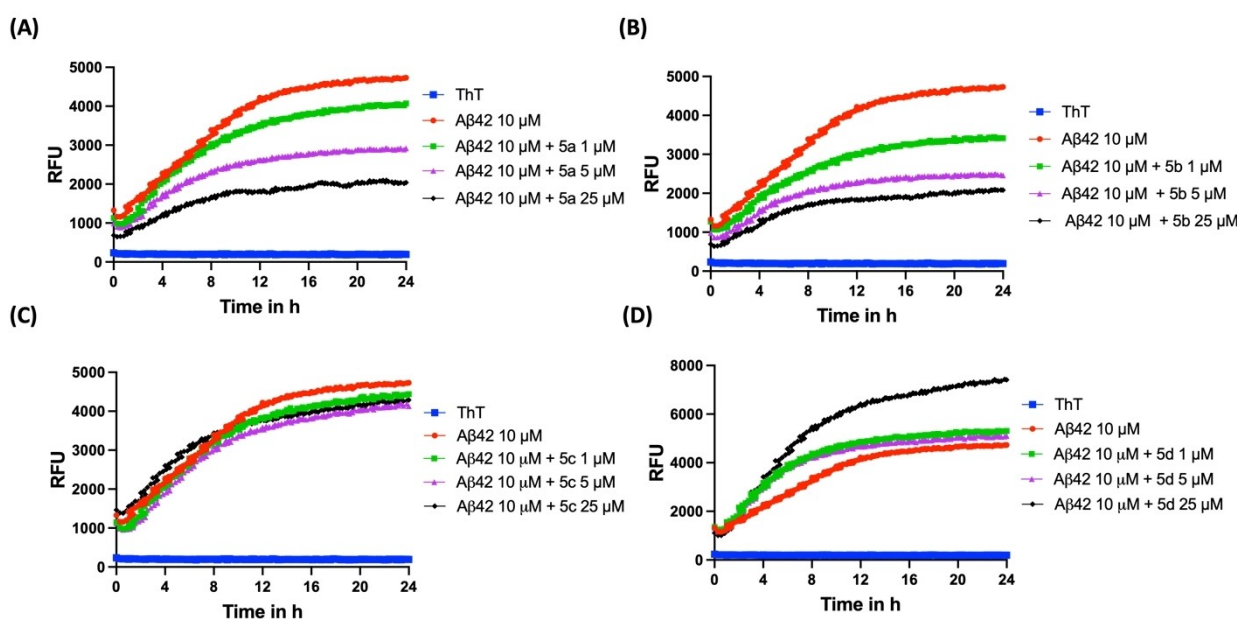 (A)
5000
4000
3000
2000
1000
0
RFU
0 4 8 12 16 20 24
Time in h
ThT
Aβ42 10 µM
Aβ42 10 µM + 5a 1 µM
Aβ42 10 µM + 5a 5 µM
Aβ42 10 µM + 5a 25 µM
(B)
5000
4000
3000
2000
1000
0
RFU
0 4 8 12 16 20 24
Time in h
ThT
Aβ42 10 µM
Aβ42 10 µM + 5b 1 µM
Aβ42 10 µM + 5b 5 µM
Aβ42 10 µM + 5b 25 µM
(C)
5000
4000
3000
2000
1000
0
RFU
0 4 8 12 16 20 24
Time in h
ThT
Aβ42 10 µM
Aβ42 10 µM + 5c 1 µM
Aβ42 10 µM + 5c 5 µM
Aβ42 10 µM + 5c 25 µM
(D)
8000
6000
4000
2000
0
RFU
0 4 8 12 16 20 24
Time in h
ThT
Aβ42 10 µM
Aβ42 10 µM + 5d 1 µM
Aβ42 10 µM + 5d 5 µM
Aβ42 10 µM + 5d 25 µM